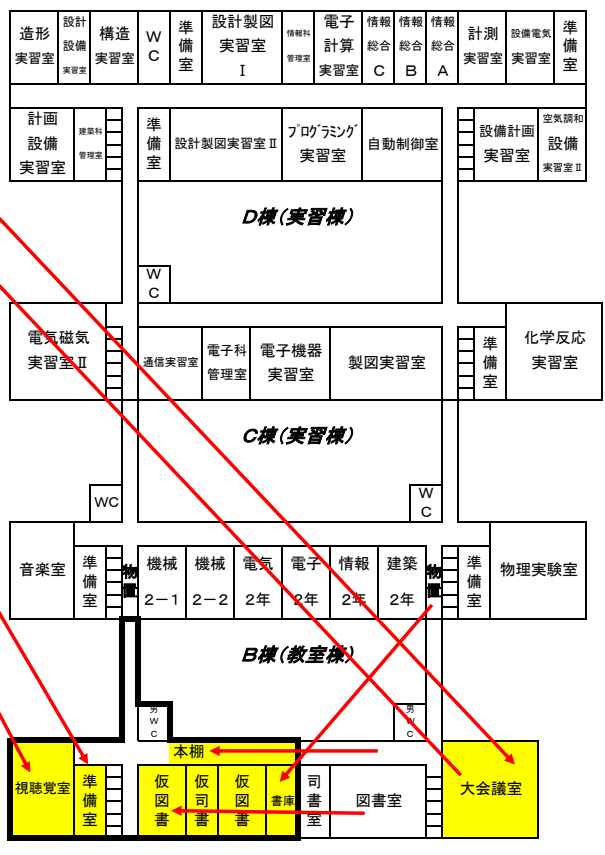 造形
実習室
設計
設備
実習室
構造
実習室
W
C
準
備
室
設計製図
実習室
Ⅰ
情報科
管理室
電子
計算
実習室
情報
総合
C
情報
総合
B
情報
総合
A
計測
実習室
設備電気
実習室
準
備
室
計画
設備
実習室
建築科
管理室
準
備
室
設計製図実習室Ⅱ
プログラミング
実習室
自動制御室
設備計画
実習室
空気調和
設備
実習室Ⅱ
D棟(実習棟)
W
C
電気磁気
実習室Ⅱ
通信実習室
電子科
管理室
電子機器
実習室
製図実習室
準
備
室
化学反応
実習室
C棟(実習棟)
WC
W
C
音楽室
準
備
室
物
置
機械
2-1
機械
2-2
電気
2年
電子
2年
情報
2年
建築
2年
物
置
準
備
室
物理実験室
B棟(教室棟)
男
W
C
男
W
C
本棚
視聴覚室
準
備
室
仮
図
書
仮
司
書
仮
図
書
書庫
司
書
室
図書室
大会議室